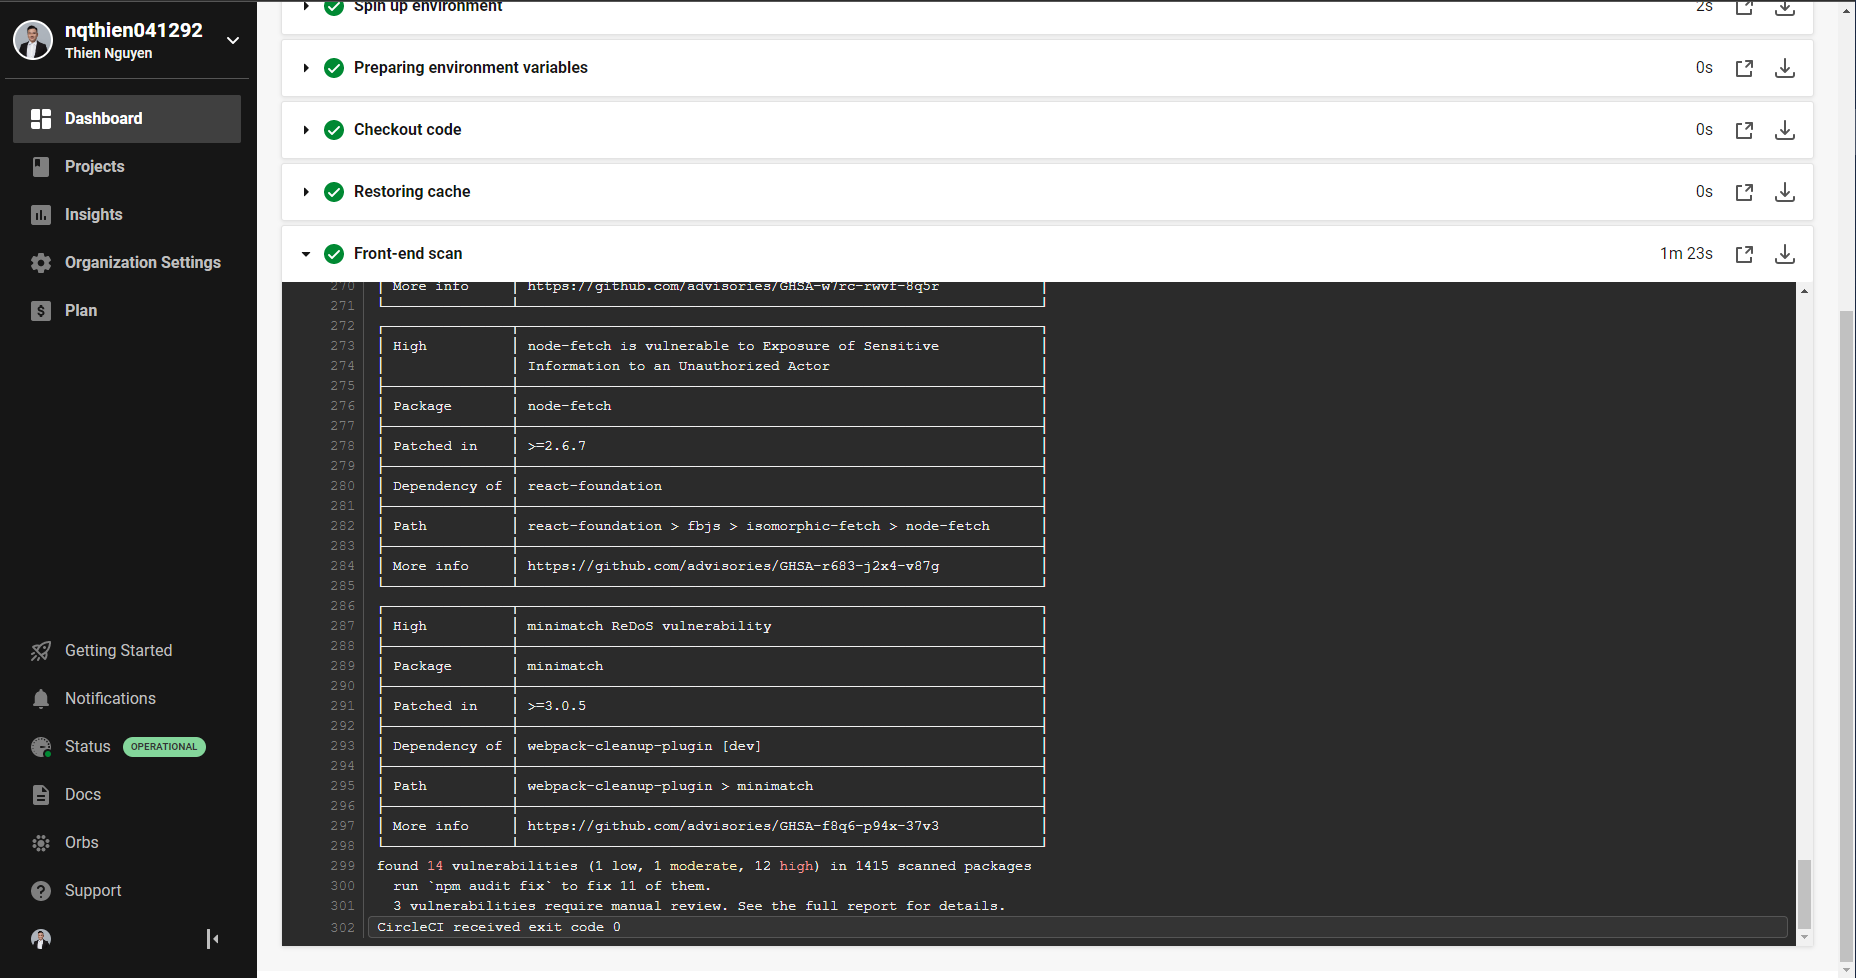 nqthien041292
Thien Nguyen
Dashboard
Projects
Insights
Organization Settings
Plan
Getting Started
Notifications
Status OPERATIONAL
Docs
Orbs
Support
Spin up environment 2s
Preparing environment variables 0s
Checkout code 0s
Restoring cache 0s
Front-end scan 1m 23s
270 More info https://github.com/advisories/GHSA-w7rc-rwvf-8q5r
271
272
273 High node-fetch is vulnerable to Exposure of Sensitive
274 Information to an Unauthorized Actor
275
276 Package node-fetch
277
278 Patched in >=2.6.7
279
280 Dependency of react-foundation
281
282 Path react-foundation > fbjs > isomorphic-fetch > node-fetch
283
284 More info https://github.com/advisories/GHSA-r683-j2x4-v87g
285
286
287 High minimatch ReDoS vulnerability
288
289 Package minimatch
290
291 Patched in >=3.0.5
292
293 Dependency of webpack-cleanup-plugin [dev]
294
295 Path webpack-cleanup-plugin > minimatch
296
297 More info https://github.com/advisories/GHSA-f8q6-p94x-37v3
298
299 found 14 vulnerabilities (1 low, 1 moderate, 12 high) in 1415 scanned packages
300 run `npm audit fix` to fix 11 of them.
301 3 vulnerabilities require manual review. See the full report for details.
302 CircleCI received exit code 0